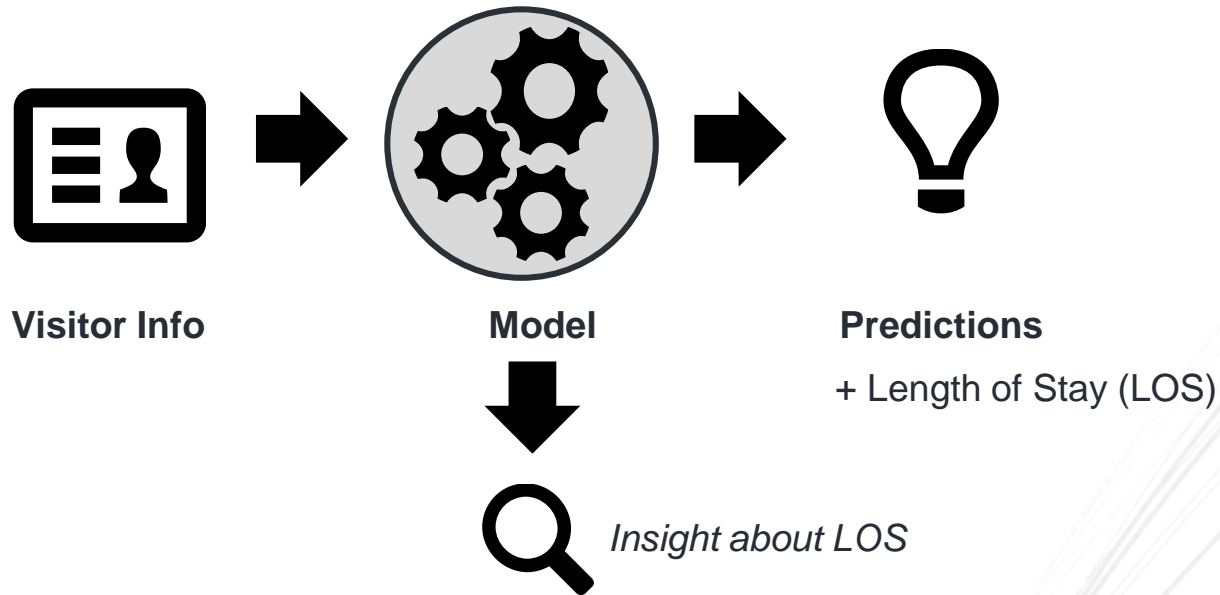 Visitor Info
Model
Predictions
+ Length of Stay (LOS)
Insight about LOS